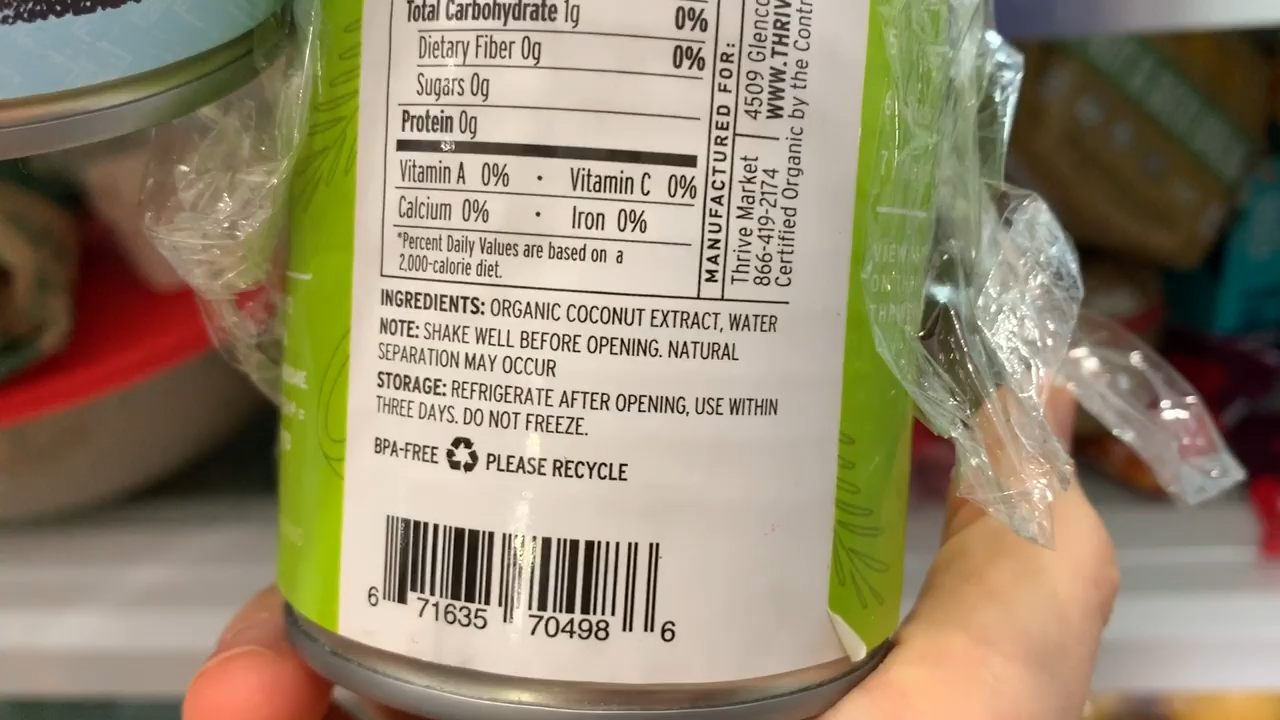 Total Carbohydrate 1g 0%
Dietary Fiber 0g 0%
Sugars 0g
Protein 0g
Vitamin A 0% · Vitamin C 0%
Calcium 0% · Iron 0%
*Percent Daily Values are based on a
2,000-calorie diet.
MANUFACTURED FOR:
Thrive Market
866-419-2174
Certified Organic by the
4509
INGREDIENTS: ORGANIC COCONUT EXTRACT, WATER
NOTE: SHAKE WELL BEFORE OPENING. NATURAL
SEPARATION MAY OCCUR
STORAGE: REFRIGERATE AFTER OPENING, USE WITHIN
THREE DAYS. DO NOT FREEZE.
BPA-FREE PLEASE RECYCLE
6 71635 70498 6